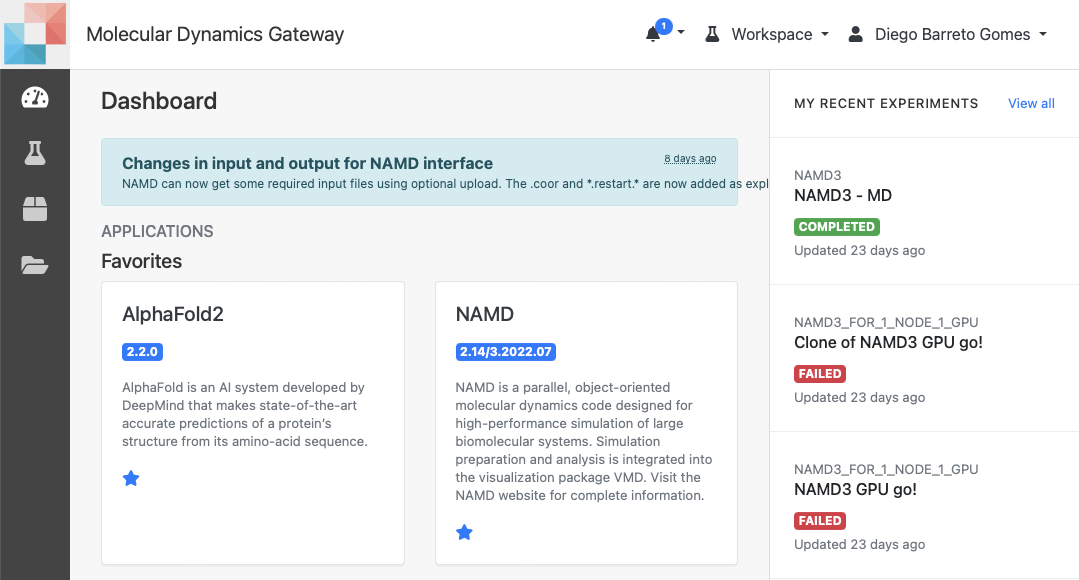 Molecular Dynamics Gateway
1
Workspace
Diego Barreto Gomes
Dashboard
Changes in input and output for NAMD interface
8 days ago
NAMD can now get some required input files using optional upload. The .coor and *.restart.* are now added as expl
APPLICATIONS
Favorites
AlphaFold2
2.2.0
AlphaFold is an AI system developed by
DeepMind that makes state-of-the-art
accurate predictions of a protein's
structure from its amino-acid sequence.
NAMD
2.14/3.2022.07
NAMD is a parallel, object-oriented
molecular dynamics code designed for
high-performance simulation of large
biomolecular systems. Simulation
preparation and analysis is integrated into
the visualization package VMD. Visit the
NAMD website for complete information.
MY RECENT EXPERIMENTS
View all
NAMD3
NAMD3 - MD
COMPLETED
Updated 23 days ago
NAMD3_FOR_1_NODE_1_GPU
Clone of NAMD3 GPU go!
FAILED
Updated 23 days ago
NAMD3_FOR_1_NODE_1_GPU
NAMD3 GPU go!
FAILED
Updated 23 days ago